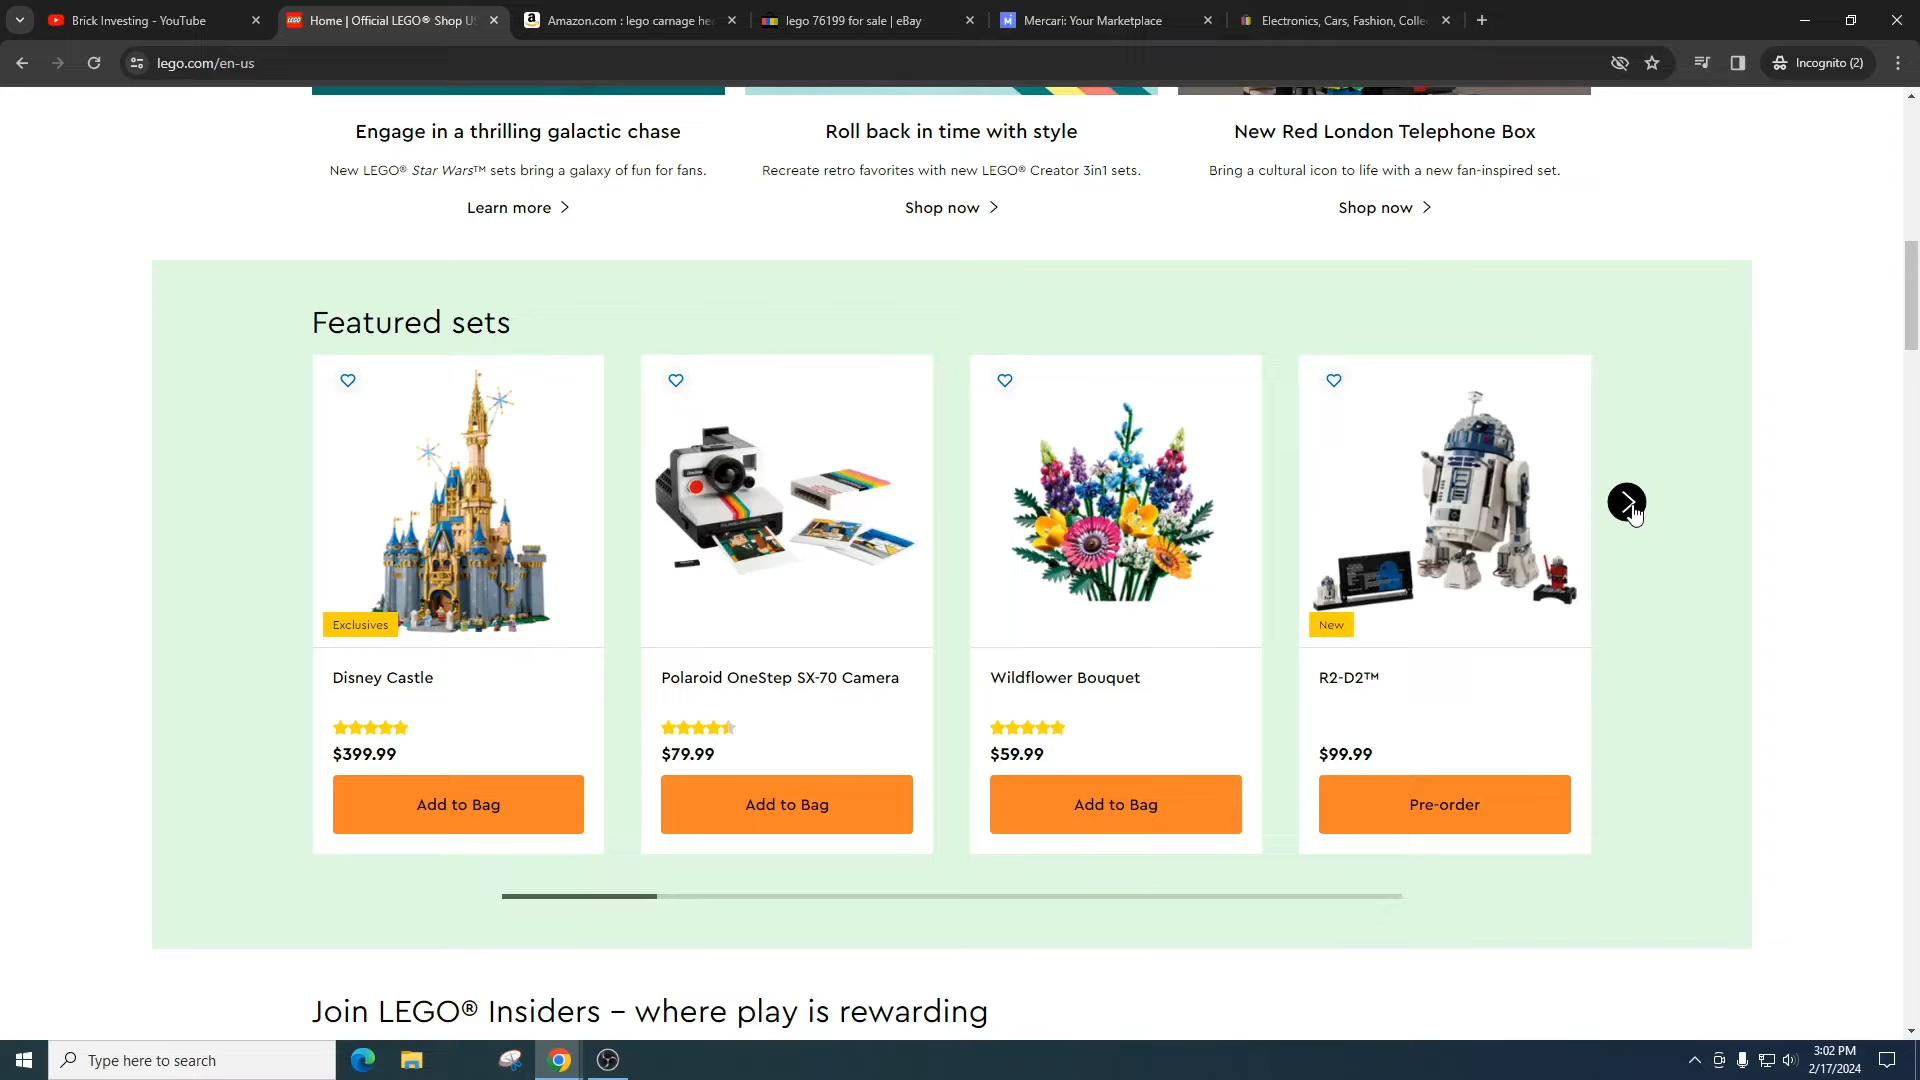 Brick Investing - YouTube
Home | Official LEGO® Shop US
Amazon.com : lego carnage he
lego 76199 for sale | eBay
Mercari: Your Marketplace
Electronics, Cars, Fashion, Colle
lego.com/en-us
Incognito (2)
Engage in a thrilling galactic chase
New LEGO® Star Wars™ sets bring a galaxy of fun for fans.
Learn more
Roll back in time with style
Recreate retro favorites with new LEGO® Creator 3in1 sets.
Shop now
New Red London Telephone Box
Bring a cultural icon to life with a new fan-inspired set.
Shop now
Featured sets
Exclusives
Disney Castle
$399.99
Add to Bag
Polaroid OneStep SX-70 Camera
$79.99
Add to Bag
Wildflower Bouquet
$59.99
Add to Bag
New
R2-D2™
$99.99
Pre-order
Join LEGO® Insiders – where play is rewarding
Type here to search
3:02 PM
2/17/2024